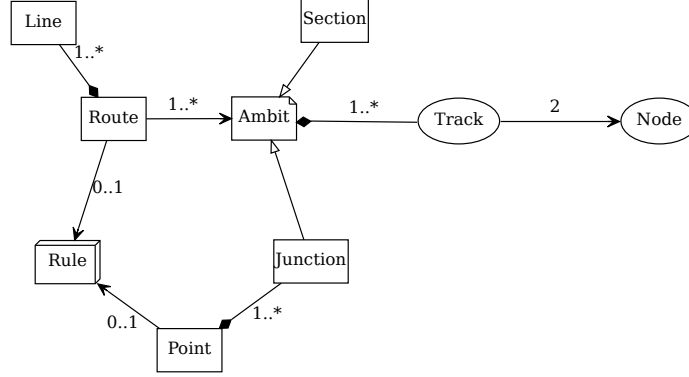 Line
Section
1..*
Route
1..*
Ambit
1..*
Track
2
Node
0..1
Rule
Junction
0..1
1..*
Point